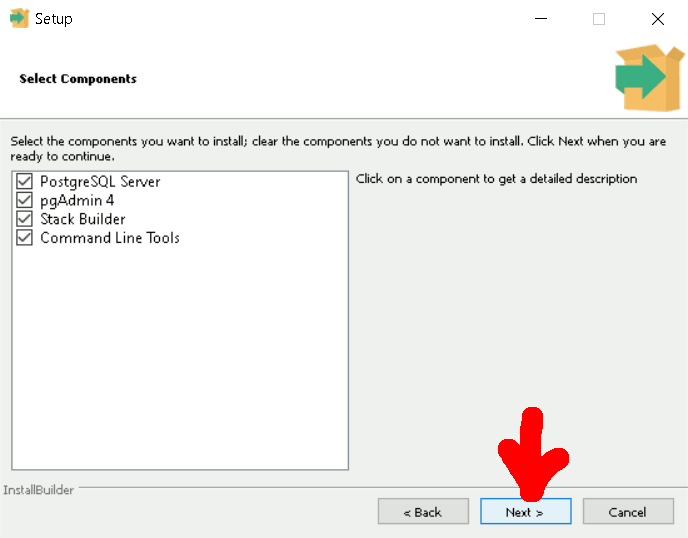 Setup
Select Components
Select the components you want to install; clear the components you do not want to install. Click Next when you are
ready to continue.
PostgreSQL Server
pgAdmin 4
Stack Builder
Command Line Tools
Click on a component to get a detailed description
InstallBuilder
< Back
Next >
Cancel